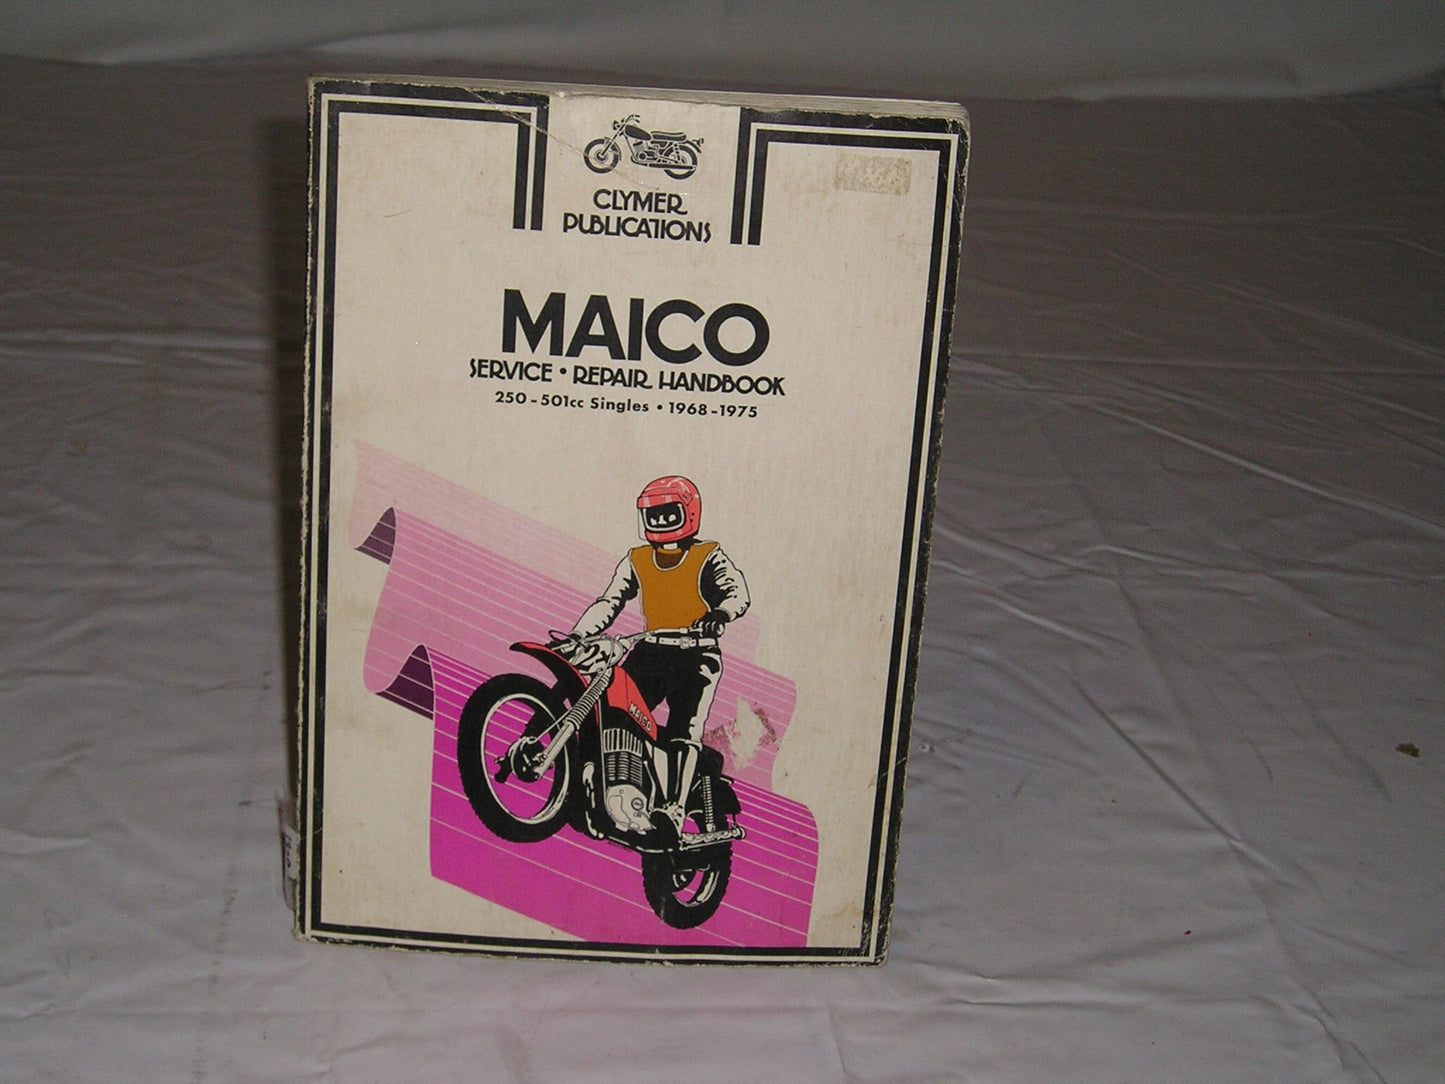 CLYMER
PUBLICATIONS
MAICO
SERVICE • REPAIR HANDBOOK
250-501cc Singles • 1968-1975
MAICO